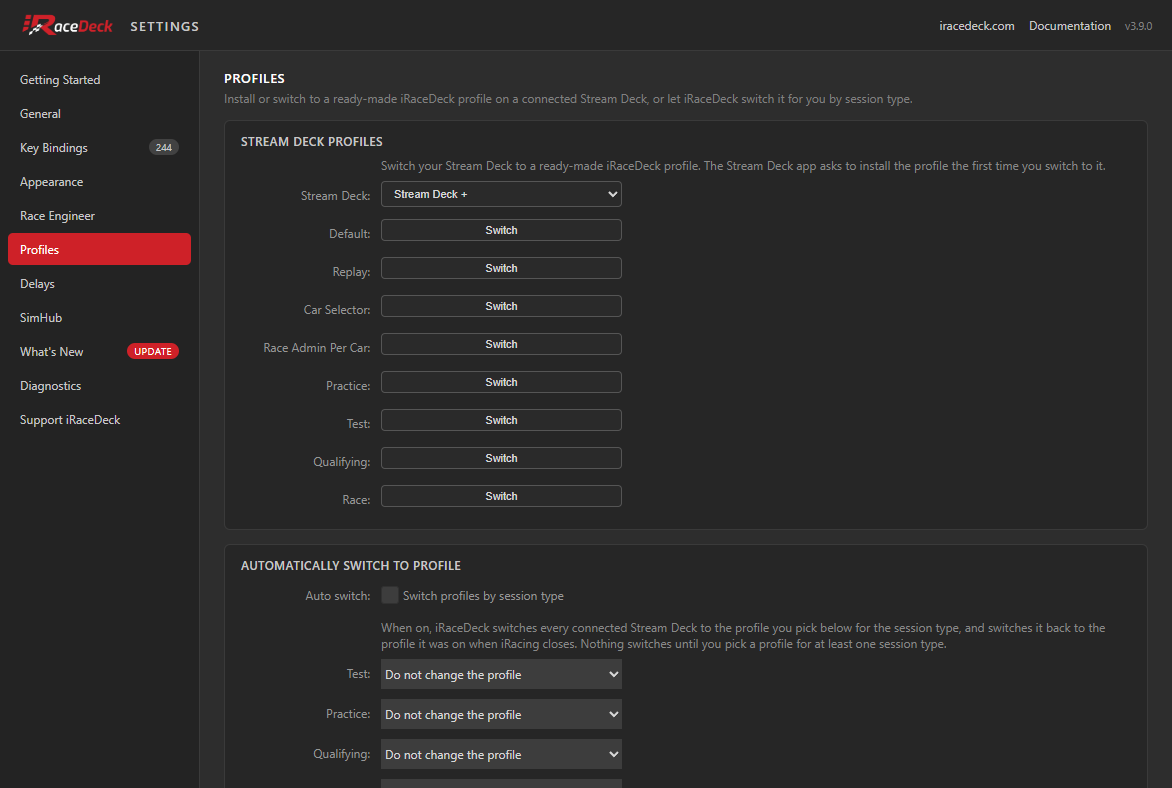 iRaceDeck SETTINGS
iracedeck.com Documentation v3.9.0
Getting Started
General
Key Bindings 244
Appearance
Race Engineer
Profiles
Delays
SimHub
What's New UPDATE
Diagnostics
Support iRaceDeck
PROFILES
Install or switch to a ready-made iRaceDeck profile on a connected Stream Deck, or let iRaceDeck switch it for you by session type.
STREAM DECK PROFILES
Switch your Stream Deck to a ready-made iRaceDeck profile. The Stream Deck app asks to install the profile the first time you switch to it.
Stream Deck: Stream Deck +
Default: Switch
Replay: Switch
Car Selector: Switch
Race Admin Per Car: Switch
Practice: Switch
Test: Switch
Qualifying: Switch
Race: Switch
AUTOMATICALLY SWITCH TO PROFILE
Auto switch: Switch profiles by session type
When on, iRaceDeck switches every connected Stream Deck to the profile you pick below for the session type, and switches it back to the
profile it was on when iRacing closes. Nothing switches until you pick a profile for at least one session type.
Test: Do not change the profile
Practice: Do not change the profile
Qualifying: Do not change the profile